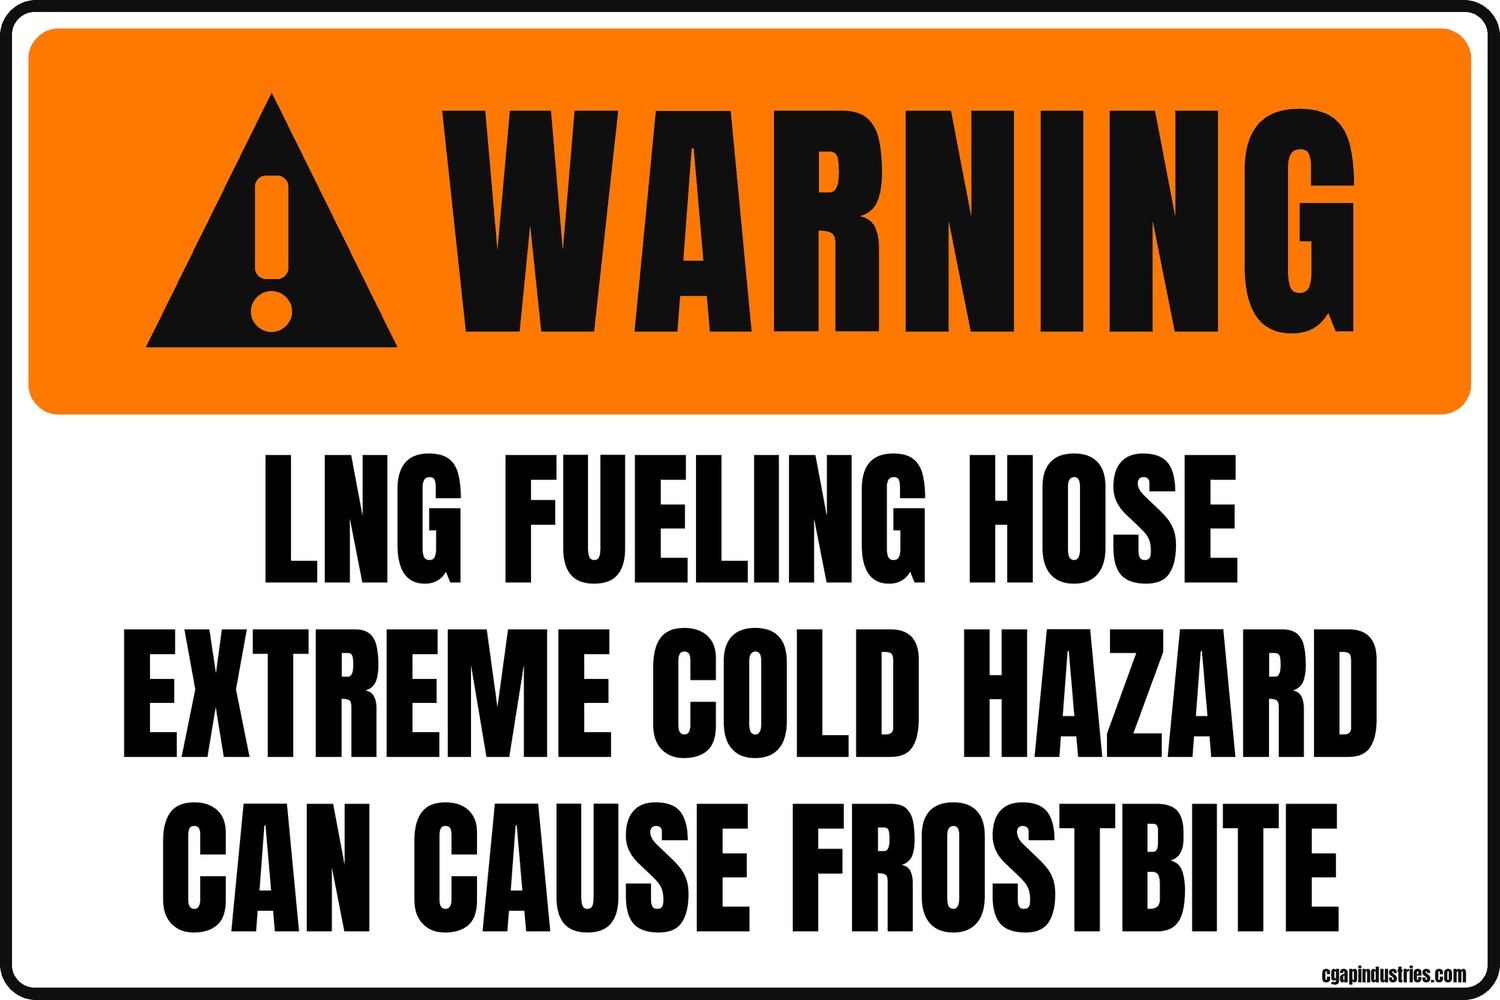 WARNING
LNG FUELING HOSE
EXTREME COLD HAZARD
CAN CAUSE FROSTBITE
cgapindustries.com